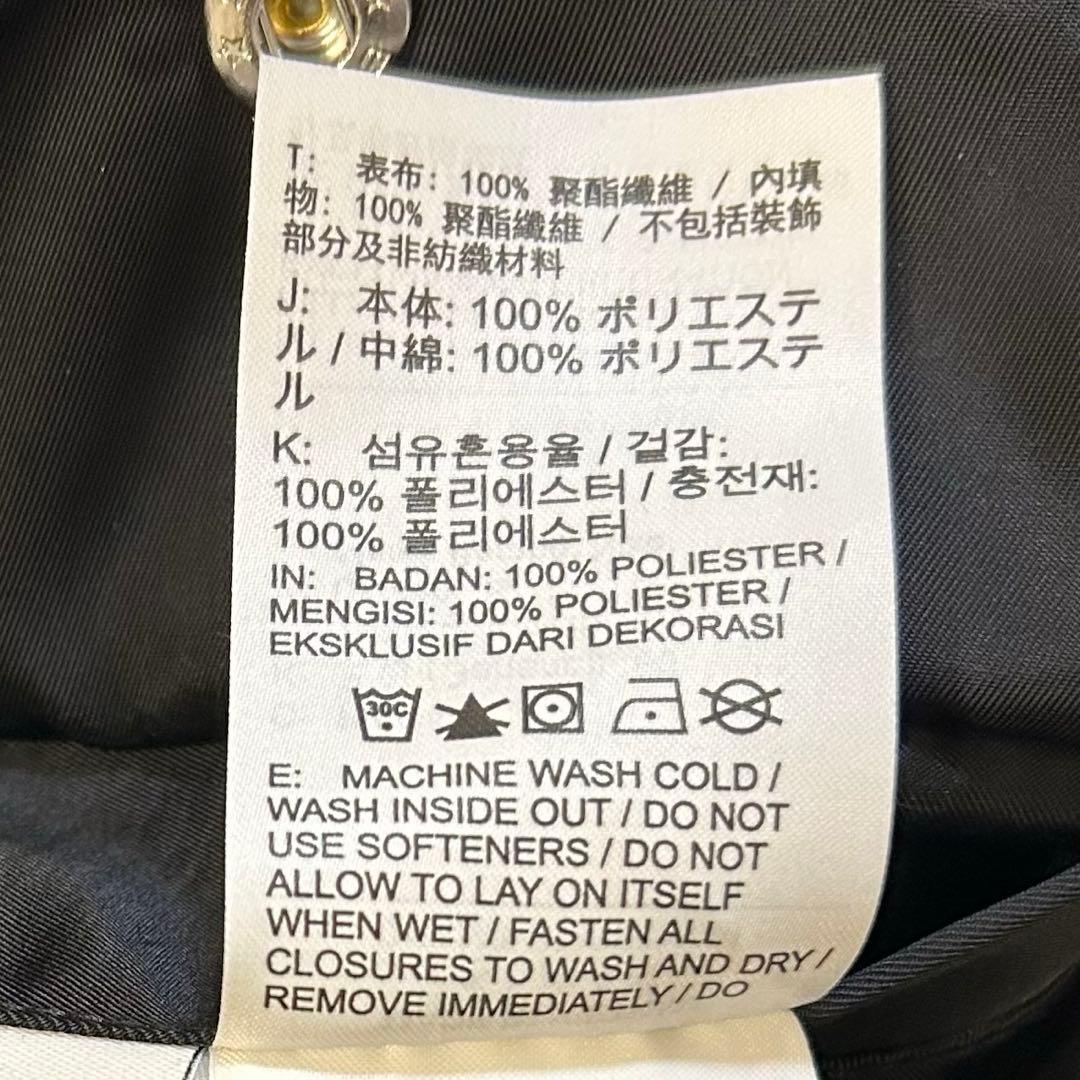 T: 表布: 100% 聚酯纖維 / 內填
物: 100% 聚酯纖維 / 不包括裝飾
部分及非紡織材料
J: 本体: 100% ポリエステ
ル / 中綿: 100% ポリエステ
ル
K: 섬유혼용율 / 겉감:
100% 폴리에스터 / 충전재:
100% 폴리에스터
IN: BADAN: 100% POLIESTER /
MENGISI: 100% POLIESTER /
EKSKLUSIF DARI DEKORASI
30C
E: MACHINE WASH COLD /
WASH INSIDE OUT / DO NOT
USE SOFTENERS / DO NOT
ALLOW TO LAY ON ITSELF
WHEN WET / FASTEN ALL
CLOSURES TO WASH AND DRY /
REMOVE IMMEDIATELY / DO